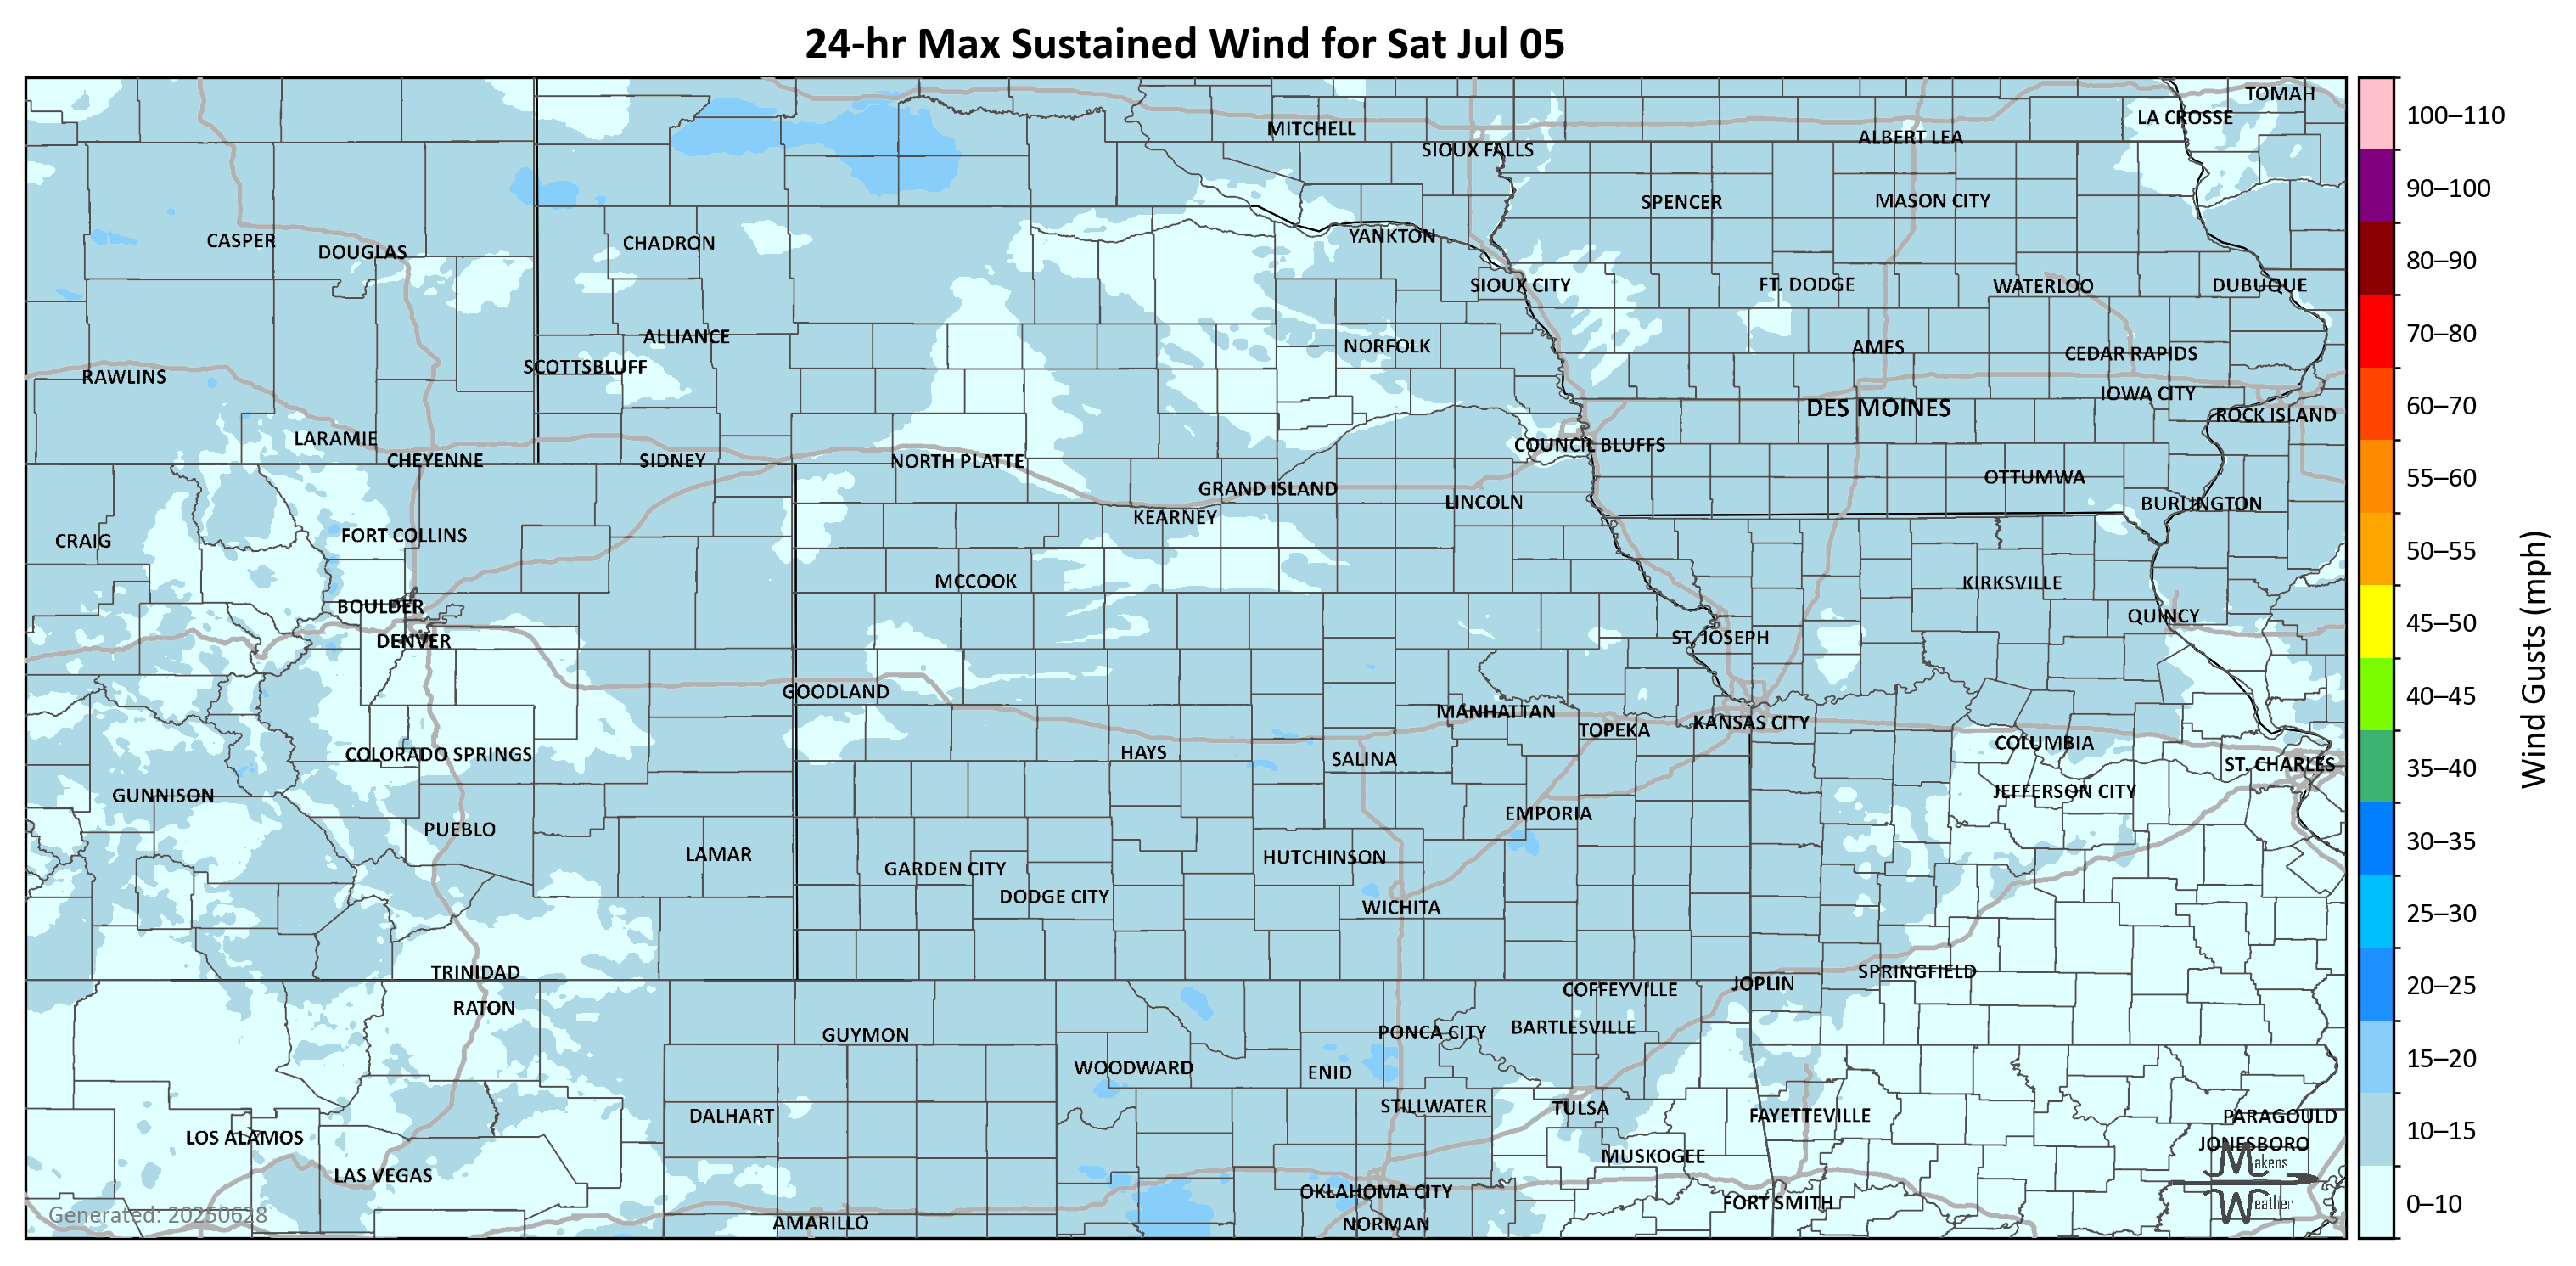 24-hr Max Sustained Wind for Sat Jul 05
TOMAH
LA CROSSE
MITCHELL
ALBERT LEA
SIOUX FALLS
SPENCER
MASON CITY
CASPER
DOUGLAS
CHADRON
YANKTON
SIOUX CITY
FT. DODGE
WATERLOO
DUBUQUE
ALLIANCE
NORFOLK
AMES
CEDAR RAPIDS
SCOTTSBLUFF
RAWLINS
IOWA CITY
DES MOINES
ROCK ISLAND
LARAMIE
COUNCIL BLUFFS
CHEYENNE
SIDNEY
NORTH PLATTE
OTTUMWA
GRAND ISLAND
LINCOLN
BURLINGTON
KEARNEY
CRAIG
FORT COLLINS
MCCOOK
KIRKSVILLE
BOULDER
QUINCY
DENVER
ST. JOSEPH
GOODLAND
MANHATTAN
TOPEKA
KANSAS CITY
COLORADO SPRINGS
HAYS
SALINA
COLUMBIA
ST. CHARLES
GUNNISON
JEFFERSON CITY
PUEBLO
EMPORIA
LAMAR
HUTCHINSON
GARDEN CITY
DODGE CITY
WICHITA
TRINIDAD
SPRINGFIELD
JOPLIN
COFFEYVILLE
RATON
GUYMON
PONCA CITY
BARTLESVILLE
WOODWARD
ENID
DALHART
STILLWATER
TULSA
FAYETTEVILLE
PARAGOULD
LOS ALAMOS
JONESBORO
MUSKOGEE
LAS VEGAS
OKLAHOMA CITY
FORT SMITH
AMARILLO
NORMAN
Generated: 20250628
Makens
Weather
100–110
90–100
80–90
70–80
60–70
55–60
50–55
45–50
40–45
35–40
30–35
25–30
20–25
15–20
10–15
0–10
Wind Gusts (mph)